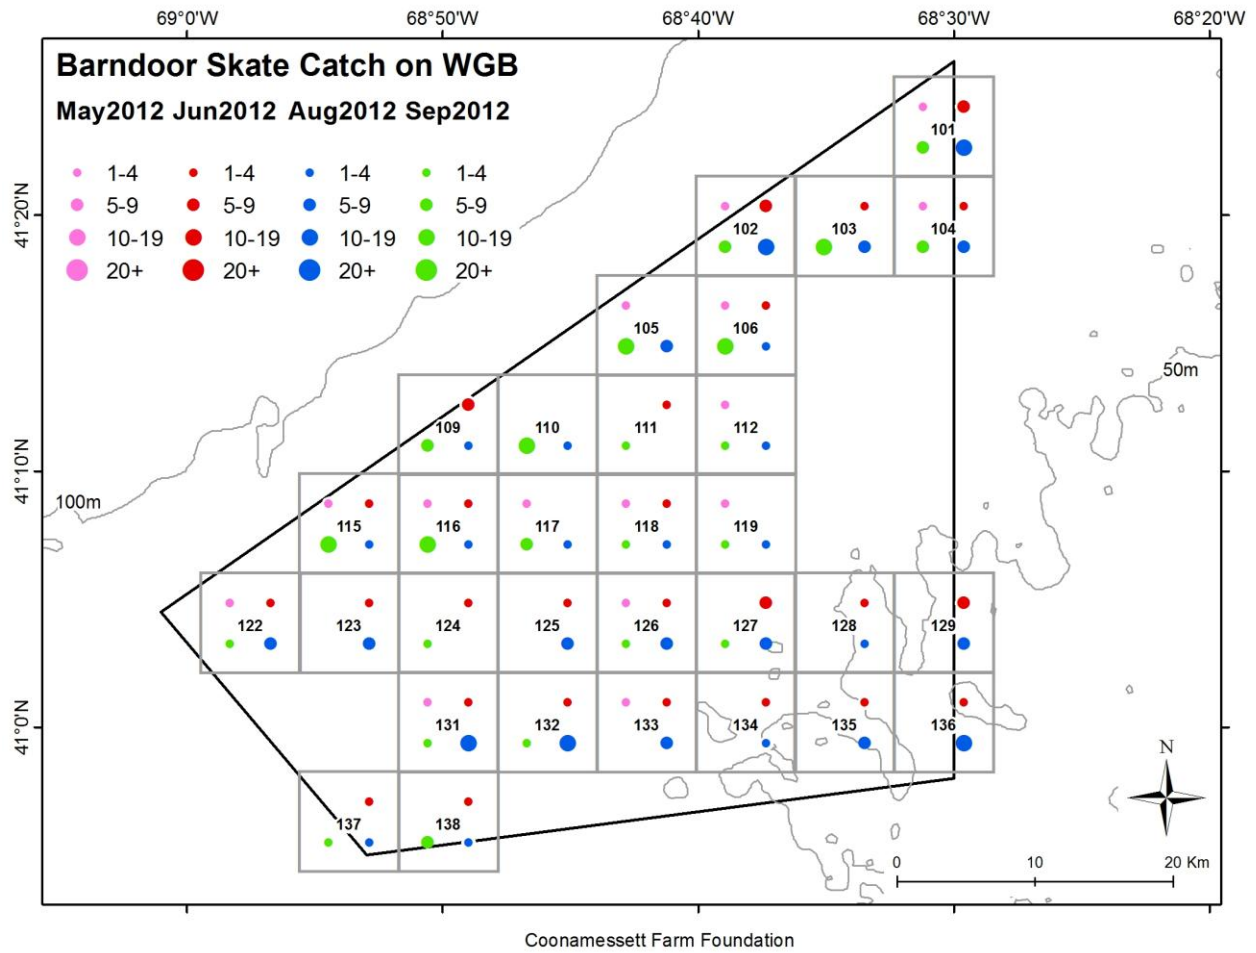 69°0'W 68°50'W 68°40'W 68°30'W 68°20'W
Barndoor Skate Catch on WGB
May2012 Jun2012 Aug2012 Sep2012
1-4 1-4 1-4 1-4
5-9 5-9 5-9 5-9
10-19 10-19 10-19 10-19
20+ 20+ 20+ 20+
41°20'N
41°10'N
41°0'N
101
102 103 104
105 106
50m
109 110 111 112
100m
115 116 117 118 119
122 123 124 125 126 127 128 129
131 132 133 134 135 136
N
137 138
0 10 20 Km
Coonamessett Farm Foundation